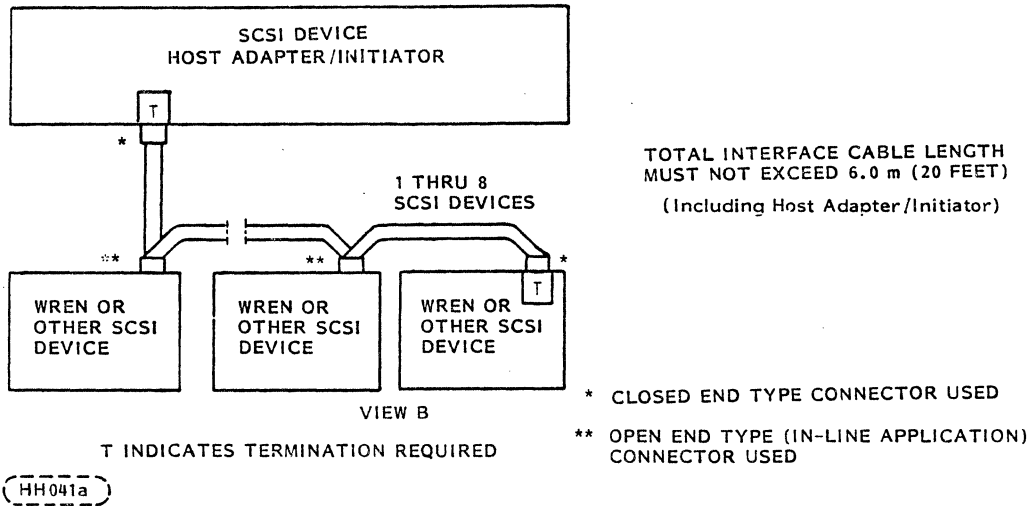 SCSI DEVICE
HOST ADAPTER/INITIATOR
T
*
TOTAL INTERFACE CABLE LENGTH
MUST NOT EXCEED 6.0 m (20 FEET)
(Including Host Adapter/Initiator)
1 THRU 8
SCSI DEVICES
**
**
*
T
WREN OR
OTHER SCSI
DEVICE
WREN OR
OTHER SCSI
DEVICE
WREN OR
OTHER SCSI
DEVICE
VIEW B
* CLOSED END TYPE CONNECTOR USED
T INDICATES TERMINATION REQUIRED
** OPEN END TYPE (IN-LINE APPLICATION)
CONNECTOR USED
HH041a